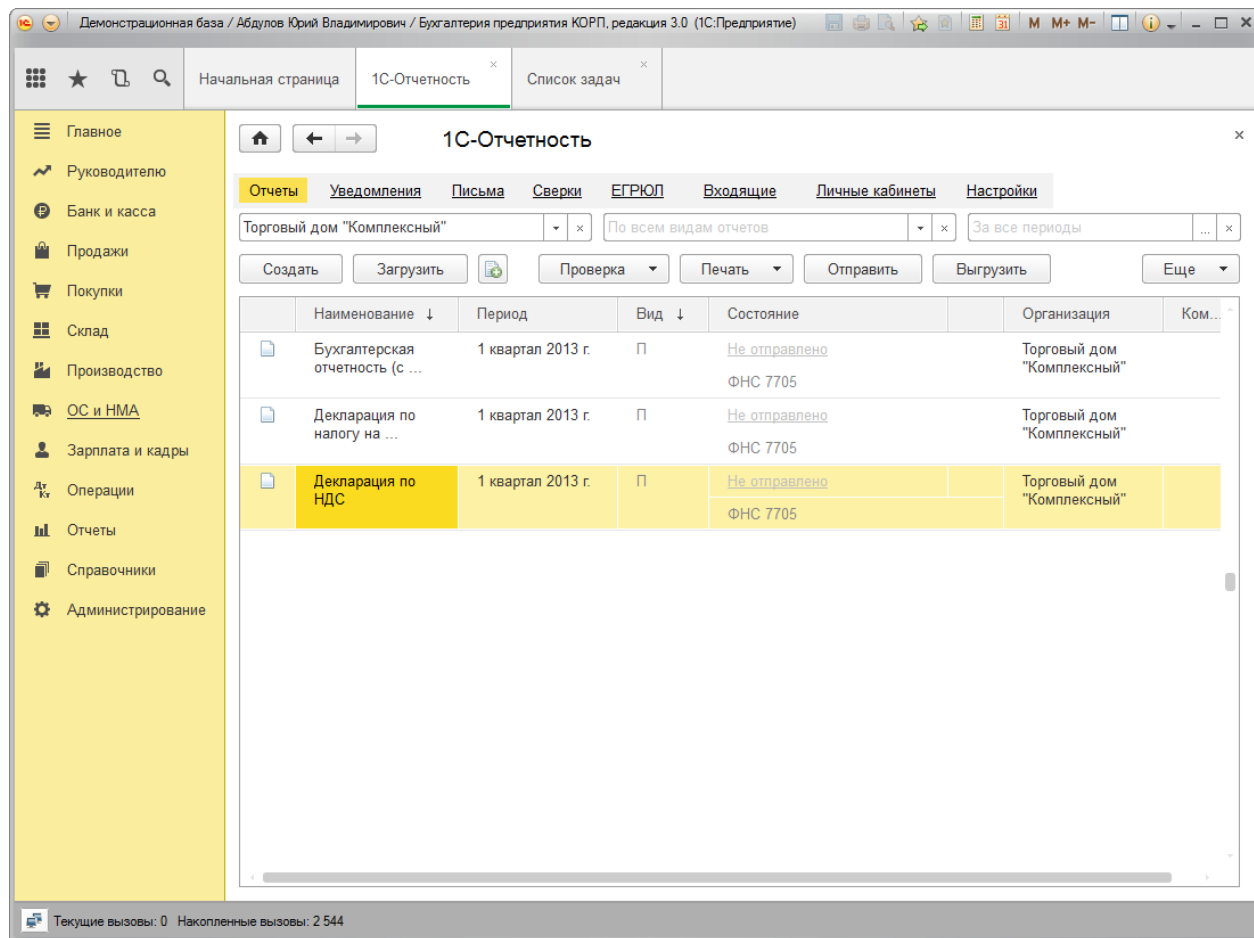 Демонстрационная база / Абдулов Юрий Владимирович / Бухгалтерия предприятия КОРП, редакция 3.0 (1С:Предприятие) 31 M M+ M-
Начальная страница 1С-Отчетность Список задач
Главное
Руководителю
Банк и касса
Продажи
Покупки
Склад
Производство
ОС и НМА
Зарплата и кадры
Операции
Отчеты
Справочники
Администрирование
1С-Отчетность
Отчеты Уведомления Письма Сверки ЕГРЮЛ Входящие Личные кабинеты Настройки
Торговый дом "Комплексный" По всем видам отчетов За все периоды ...
Создать Загрузить Проверка Печать Отправить Выгрузить Еще
Наименование ↓ Период Вид ↓ Состояние Организация Ком...
Бухгалтерская 1 квартал 2013 г. П Не отправлено Торговый дом
отчетность (с ... "Комплексный"
ФНС 7705
Декларация по 1 квартал 2013 г. П Не отправлено Торговый дом
налогу на ... "Комплексный"
ФНС 7705
Декларация по 1 квартал 2013 г. П Не отправлено Торговый дом
НДС "Комплексный"
ФНС 7705
Текущие вызовы: 0 Накопленные вызовы: 2 544